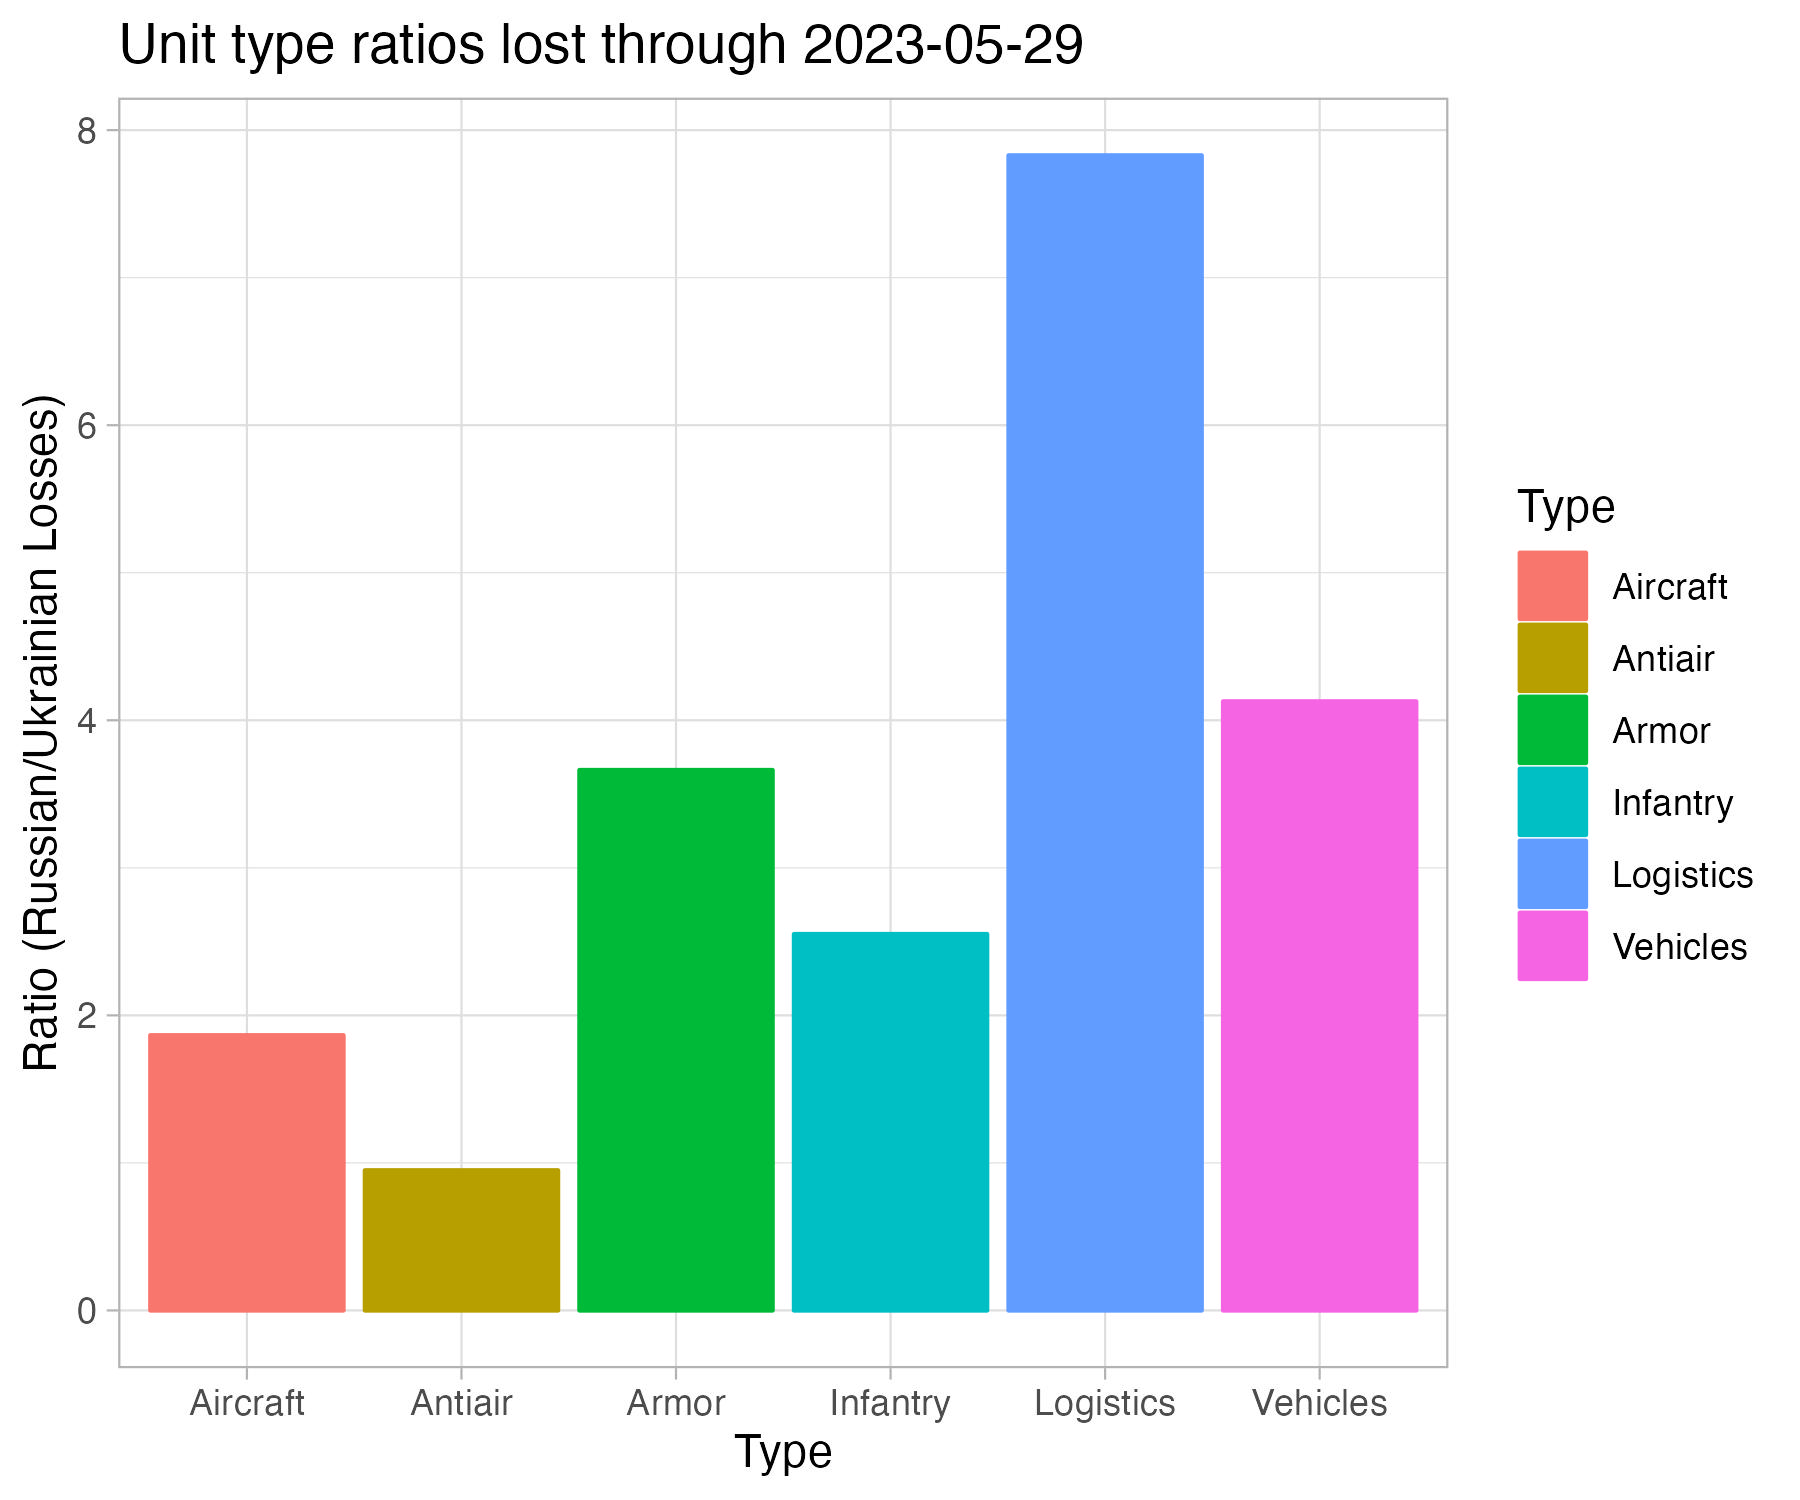 Unit type ratios lost through 2023-05-29
Ratio (Russian/Ukrainian Losses)
8
6
4
2
0
Aircraft
Antiair
Armor
Infantry
Logistics
Vehicles
Type
Type
Aircraft
Antiair
Armor
Infantry
Logistics
Vehicles